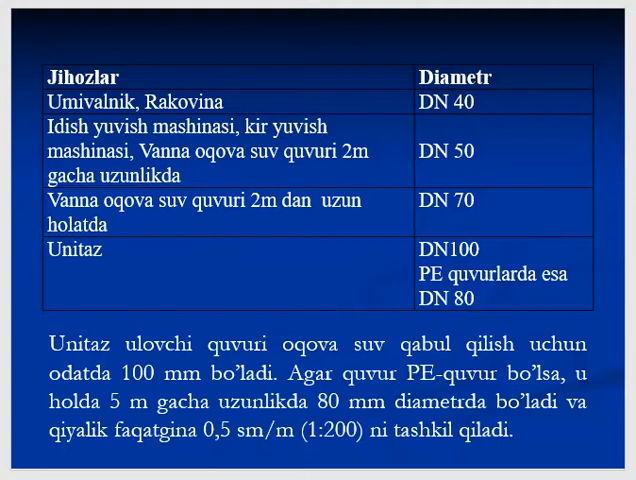 Jihozlar Diametr
Umivalnik, Rakovina DN 40
Idish yuvish mashinasi, kir yuvish
mashinasi, Vanna oqova suv quvuri 2m DN 50
gacha uzunlikda
Vanna oqova suv quvuri 2m dan uzun DN 70
holatda
Unitaz DN100
PE quvurlarda esa
DN 80
Unitaz ulovchi quvuri oqova suv qabul qilish uchun
odatda 100 mm bo’ladi. Agar quvur PE-quvur bo’lsa, u
holda 5 m gacha uzunlikda 80 mm diametrda bo’ladi va
qiyalik faqatgina 0,5 sm/m (1:200) ni tashkil qiladi.